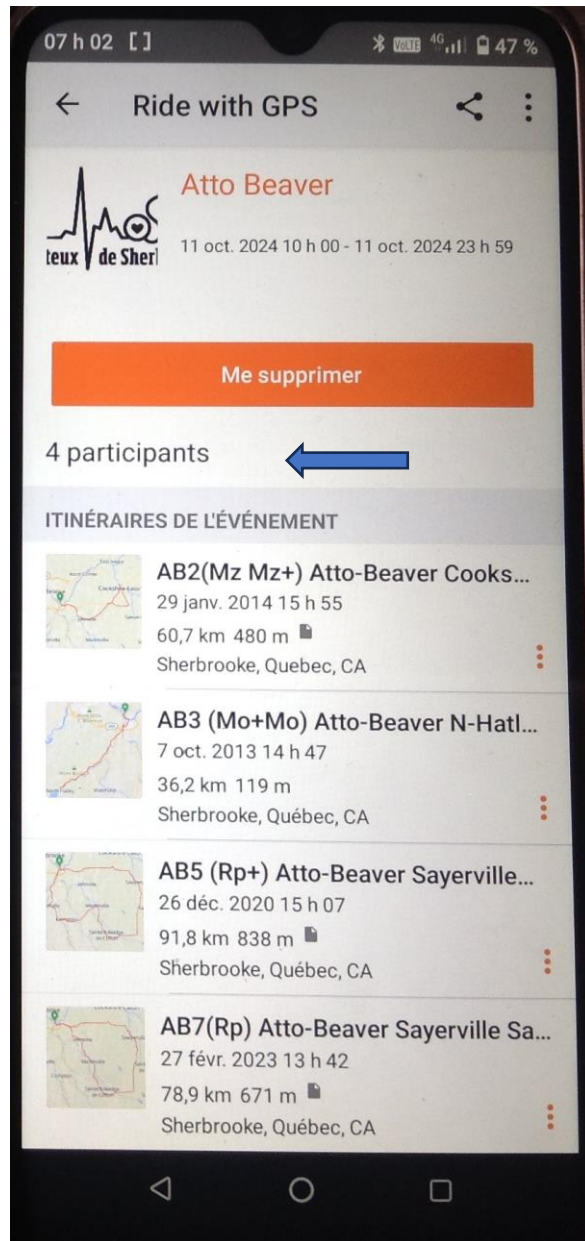 07 h 02 [ ]
VoLTE 4G 47 %
Ride with GPS
Atto Beaver
11 oct. 2024 10 h 00 - 11 oct. 2024 23 h 59
teux de Sherl
Me supprimer
4 participants
ITINÉRAIRES DE L'ÉVÉNEMENT
AB2(Mz Mz+) Atto-Beaver Cooks...
29 janv. 2014 15 h 55
60,7 km 480 m
Sherbrooke, Quebec, CA
AB3 (Mo+Mo) Atto-Beaver N-Hatl...
7 oct. 2013 14 h 47
36,2 km 119 m
Sherbrooke, Québec, CA
AB5 (Rp+) Atto-Beaver Sayerville...
26 déc. 2020 15 h 07
91,8 km 838 m
Sherbrooke, Québec, CA
AB7(Rp) Atto-Beaver Sayerville Sa...
27 févr. 2023 13 h 42
78,9 km 671 m
Sherbrooke, Québec, CA